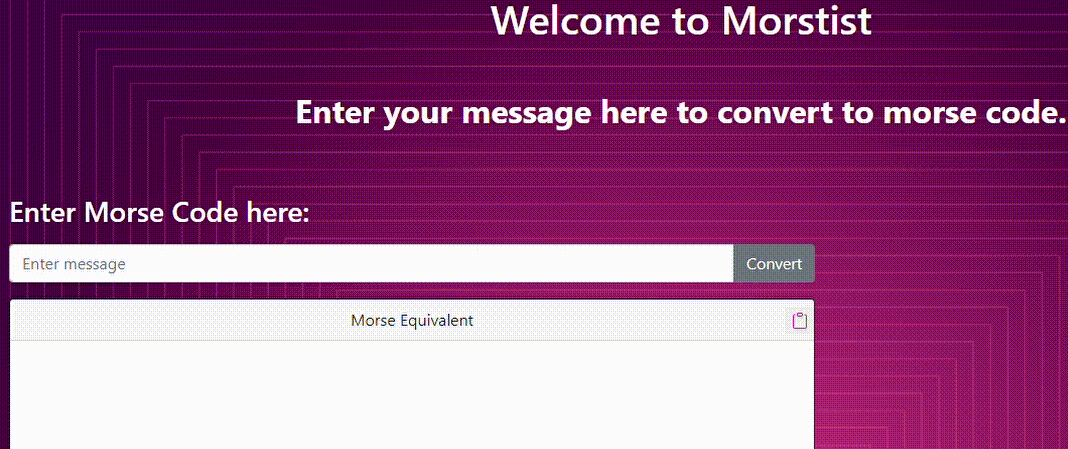 Welcome to Morstist
Enter your message here to convert to morse code.
Enter Morse Code here:
Enter message
Convert
Morse Equivalent